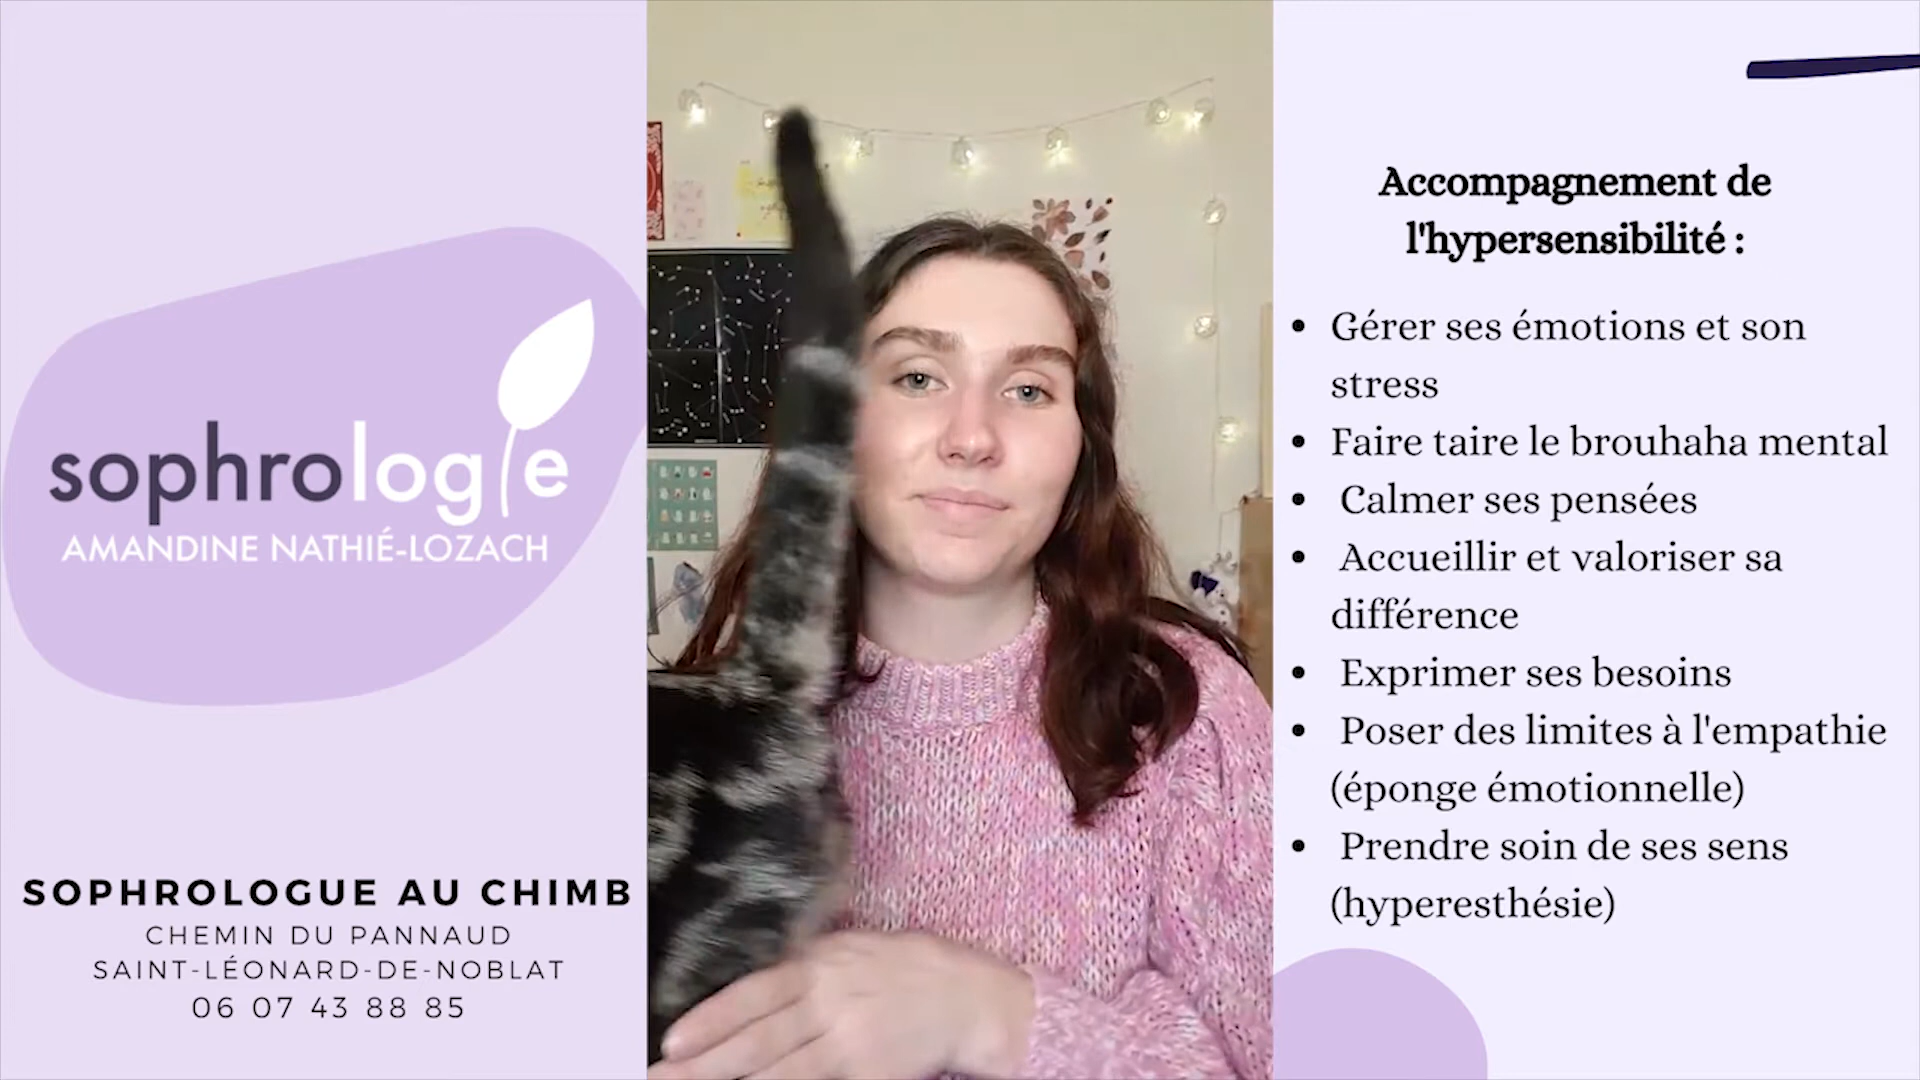 sophrologie
AMANDINE NATHIÉ-LOZACH
SOPHROLOGUE AU CHIMB
CHEMIN DU PANNAUD
SAINT-LÉONARD-DE-NOBLAT
06 07 43 88 85
Accompagnement de
l'hypersensibilité :
• Gérer ses émotions et son
stress
• Faire taire le brouhaha mental
• Calmer ses pensées
• Accueillir et valoriser sa
différence
• Exprimer ses besoins
• Poser des limites à l'empathie
(éponge émotionnelle)
• Prendre soin de ses sens
(hyperesthésie)